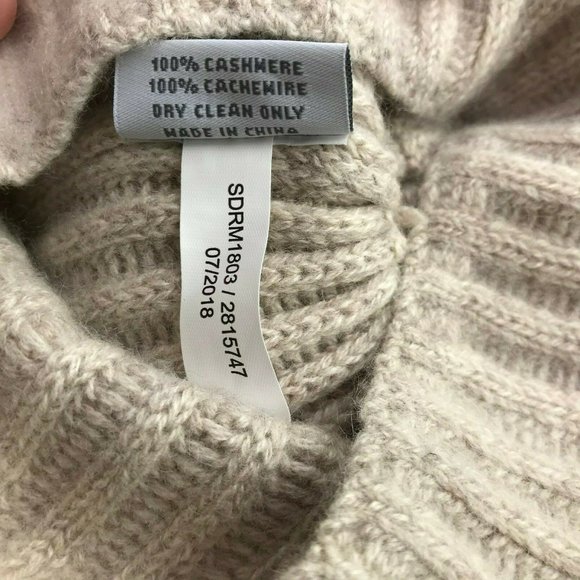 100% CASHMERE
100% CACHEMIRE
DRY CLEAN ONLY
MADE IN CHINA
SDRM1803 / 2815747
07/2018